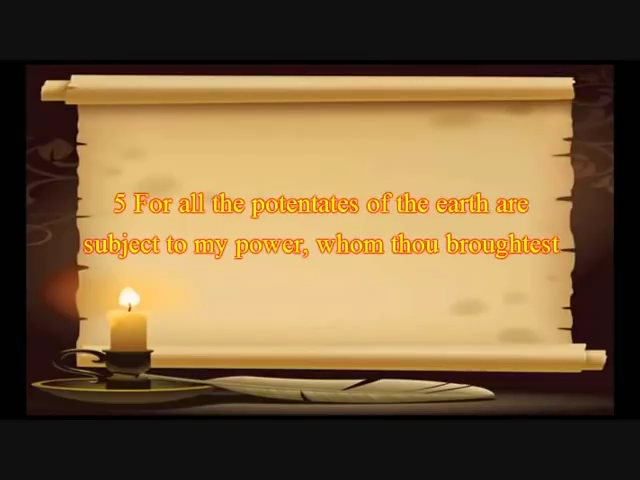 5 For all the potentates of the earth are
subject to my power, whom thou broughtest